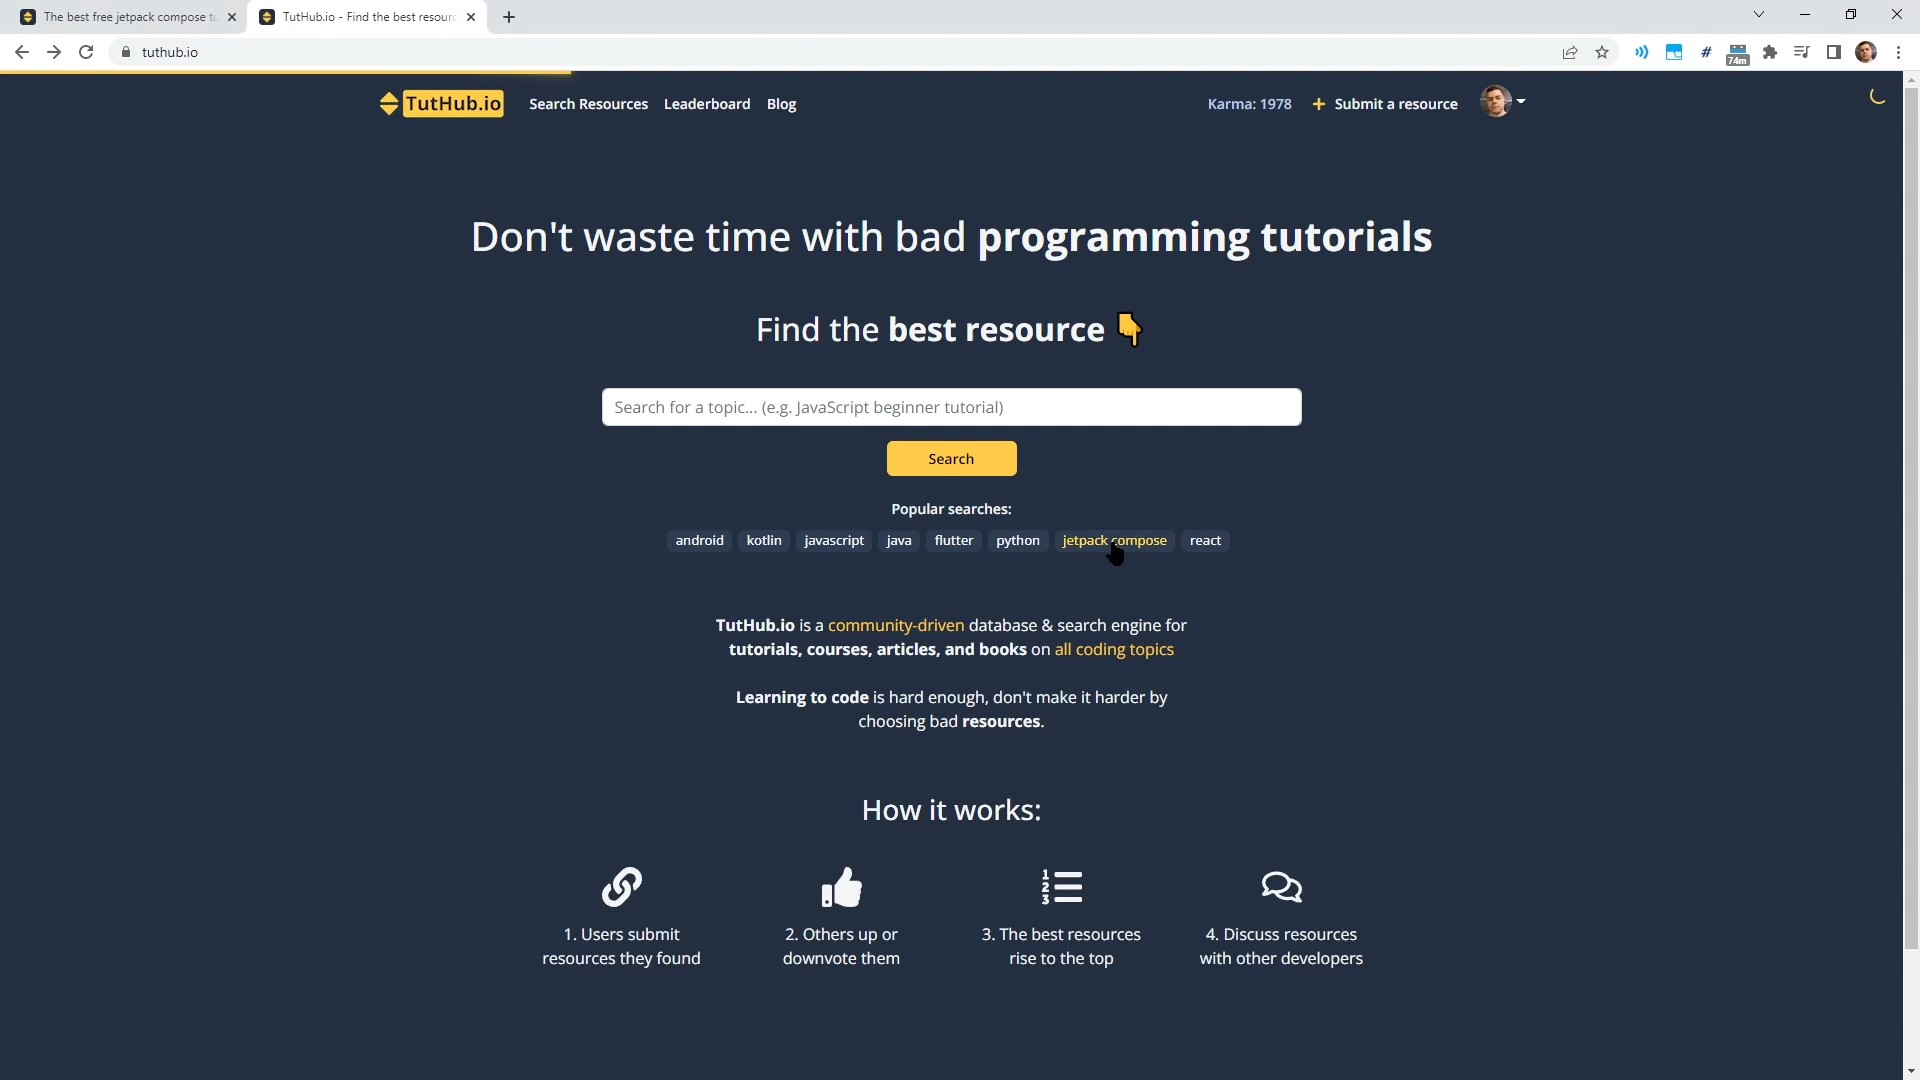 The best free jetpack compose tu
TutHub.io - Find the best resourc
tuthub.io
74m
TutHub.io
Search Resources
Leaderboard
Blog
Karma: 1978
Submit a resource
Don't waste time with bad programming tutorials
Find the best resource
Search for a topic... (e.g. JavaScript beginner tutorial)
Search
Popular searches:
android kotlin javascript java flutter python jetpack compose react
TutHub.io is a community-driven database & search engine for
tutorials, courses, articles, and books on all coding topics
Learning to code is hard enough, don't make it harder by
choosing bad resources.
How it works:
1. Users submit
resources they found
2. Others up or
downvote them
3. The best resources
rise to the top
4. Discuss resources
with other developers